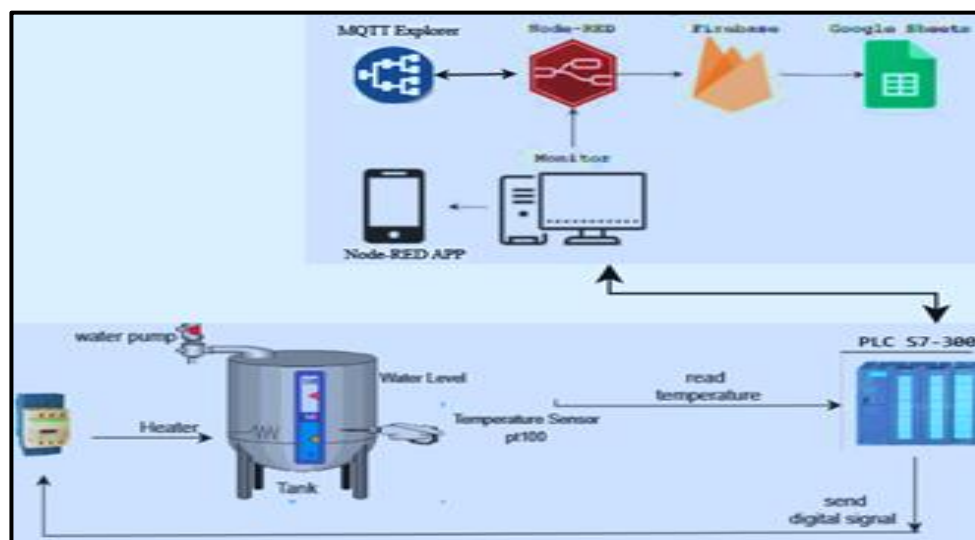 MQTT Explorer
Node-RED
Firebase
Google Sheets
Monitor
Node-RED APP
PLC S7-300
water pump
Water Level
read
temperature
Heater
Temperature Sensor
pt100
Tank
send
digital signal